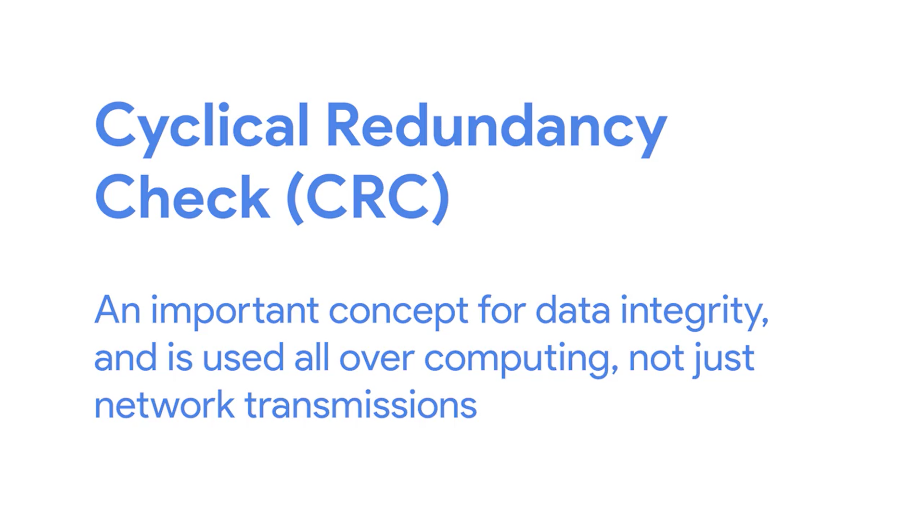 Cyclical Redundancy
Check (CRC)
An important concept for data integrity,
and is used all over computing, not just
network transmissions